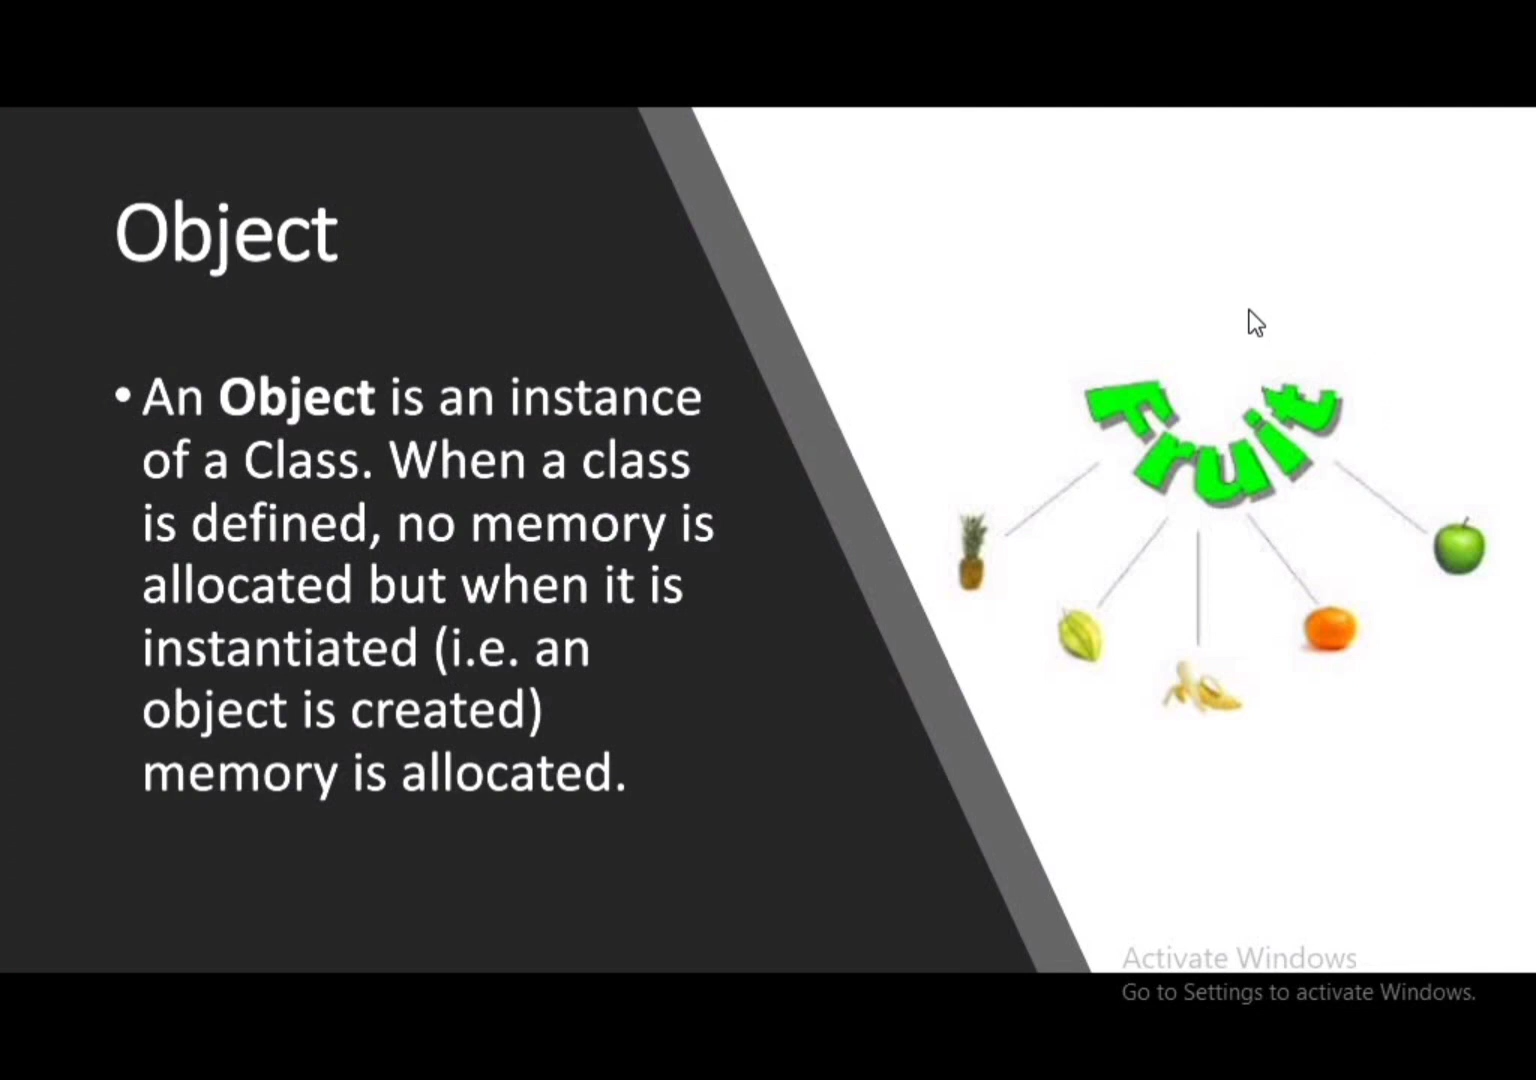 Object
• An Object is an instance
of a Class. When a class
is defined, no memory is
allocated but when it is
instantiated (i.e. an
object is created)
memory is allocated.
Fruit
Activate Windows
Go to Settings to activate Windows.